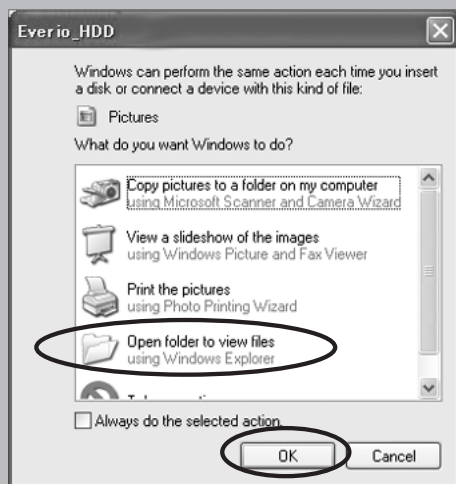 Everio_HDD
Windows can perform the same action each time you insert
a disk or connect a device with this kind of file:
Pictures
What do you want Windows to do?
Copy pictures to a folder on my computer
using Microsoft Scanner and Camera Wizard
View a slideshow of the images
using Windows Picture and Fax Viewer
Print the pictures
using Photo Printing Wizard
Open folder to view files
using Windows Explorer
Always do the selected action.
OK
Cancel